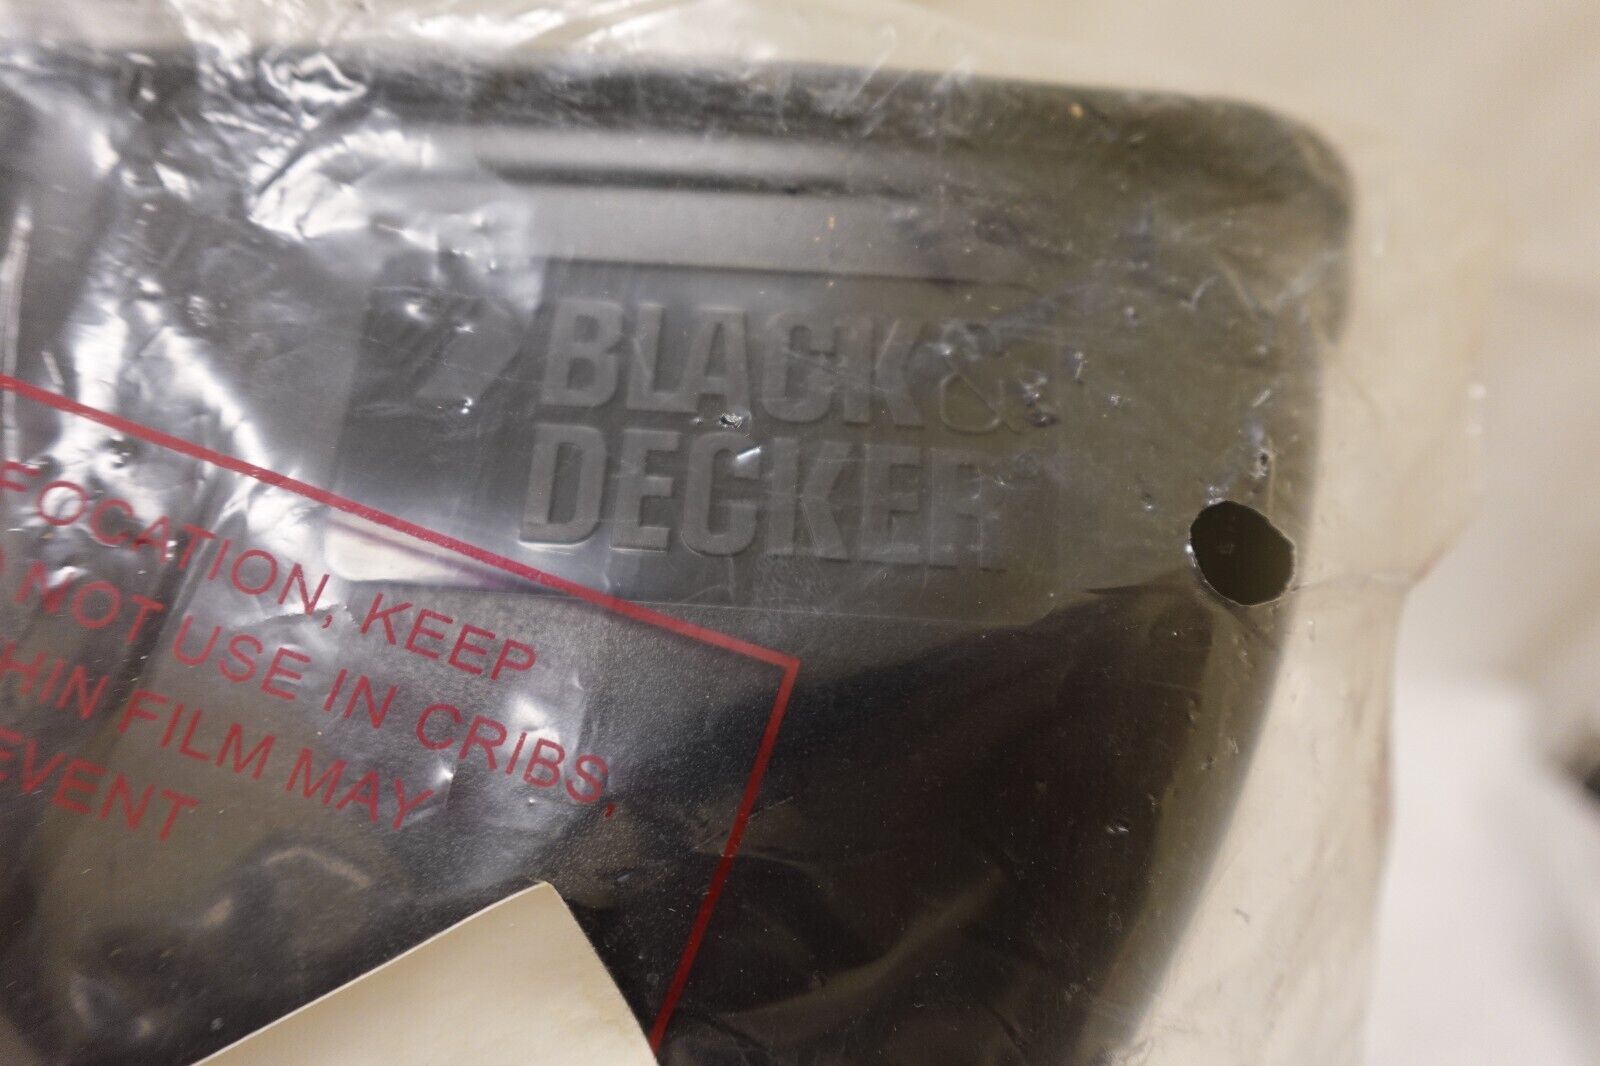 BLACK&
DECKER
FOCATION, KEEP
NOT USE IN CRIBS,
HIN FILM MAY
EVENT